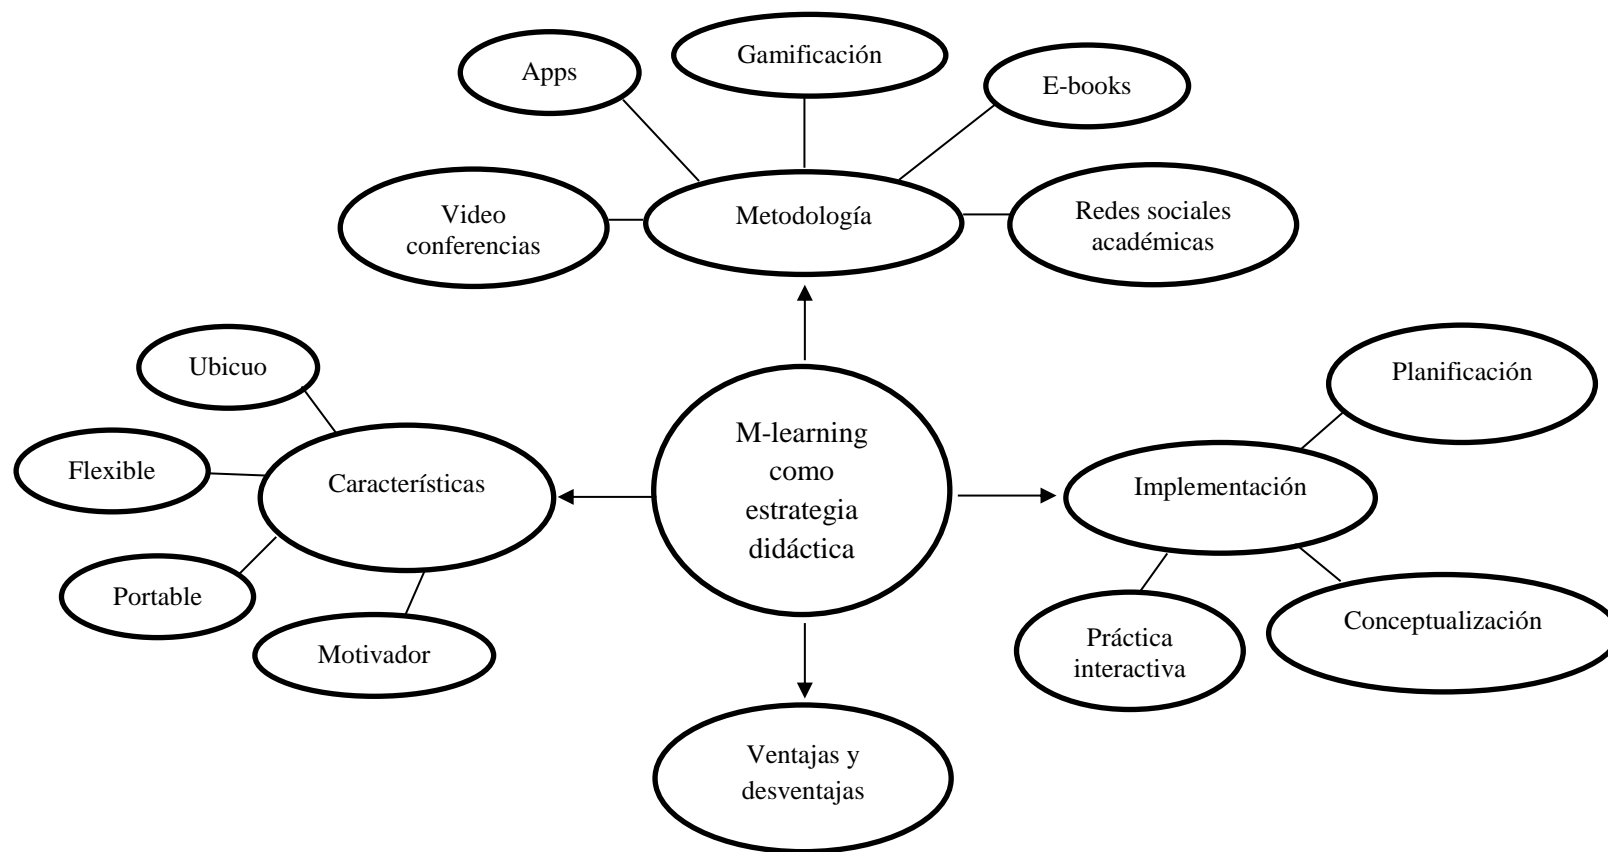 Gamificación
Apps
E-books
Video
conferencias
Metodología
Redes sociales
académicas
Ubicuo
Flexible
Características
Portable
Motivador
M-learning
como
estrategia
didáctica
Planificación
Implementación
Práctica
interactiva
Conceptualización
Ventajas y
desventajas